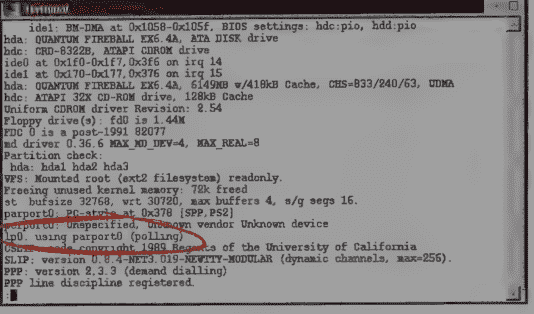 ide1: BM-DMA at 0x1058-0x105f, BIOS settings: hdc:pio, hdd:pio
hda: QUANTUM FIREBALL EX6.4A, ATA DISK drive
hdc: CRD-8322B, ATAPI CDROM drive
ide0 at 0x1f0-0x1f7,0x3f6 on irq 14
ide1 at 0x170-0x177,0x376 on irq 15
hda: QUANTUM FIREBALL EX6.4A, 6149MB w/418kB Cache, CHS=833/240/63, UDMA
hdc: ATAPI 32X CD-ROM drive, 128kB Cache
Uniform CDROM driver Revision: 2.54
Floppy drive(s): fd0 is 1.44M
FDC 0 is a post-1991 82077
md driver 0.36.6 MAX_MD_DEV=4, MAX_REAL=8
Partition check:
hda: hda1 hda2 hda3
VFS: Mounted root (ext2 filesystem) readonly.
Freeing unused kernel memory: 72k freed
st: bufsize 32768, wrt 30720, max buffers 4, s/g segs 16.
parport0: PC-style at 0x378 [SPP,PS2]
parport0: Unspecified, Unknown vendor Unknown device
lp0: using parport0 (polling)
CSLIP: code copyright 1989 Regents of the University of California
SLIP: version 0.8.4-NET3.019-NEWTTY-MODULAR (dynamic channels, max=256).
PPP: version 2.3.3 (demand dialling)
PPP line discipline registered.
: